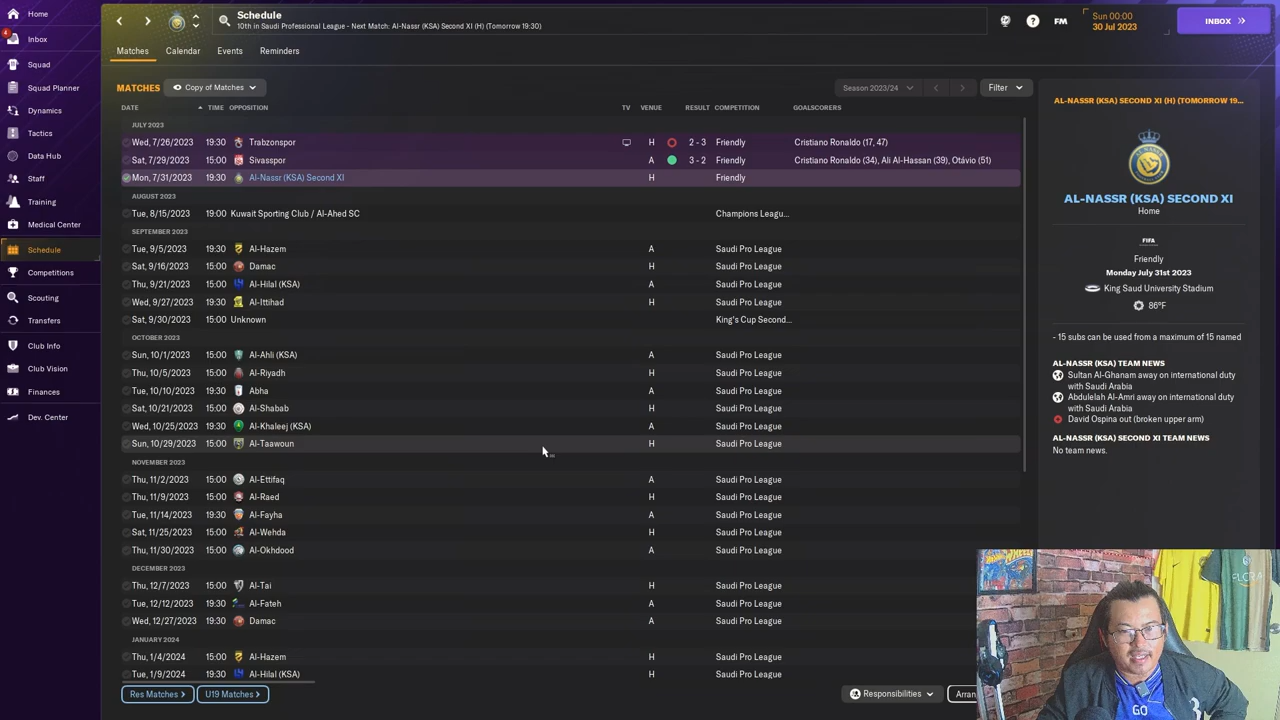 Home
4
Inbox
Squad
Squad Planner
Dynamics
Tactics
Data Hub
Staff
Training
Medical Center
Schedule
Competitions
Scouting
Transfers
Club Info
Club Vision
Finances
Dev. Center
Schedule
10th in Saudi Professional League - Next Match: Al-Nassr (KSA) Second XI (H) (Tomorrow 19:30)
FM
Sun 00:00
30 Jul 2023
INBOX
Matches Calendar Events Reminders
MATCHES Copy of Matches Season 2023/24 Filter
DATE TIME OPPOSITION TV VENUE RESULT COMPETITION GOALSCORERS
JULY 2023
Wed, 7/26/2023 19:30 Trabzonspor H 2 - 3 Friendly Cristiano Ronaldo (17, 47)
Sat, 7/29/2023 15:00 Sivasspor A 3 - 2 Friendly Cristiano Ronaldo (34), Ali Al-Hassan (39), Otávio (51)
Mon, 7/31/2023 19:30 Al-Nassr (KSA) Second XI H Friendly
AUGUST 2023
Tue, 8/15/2023 19:00 Kuwait Sporting Club / Al-Ahed SC Champions Leagu...
SEPTEMBER 2023
Tue, 9/5/2023 19:30 Al-Hazem A Saudi Pro League
Sat, 9/16/2023 15:00 Damac H Saudi Pro League
Thu, 9/21/2023 15:00 Al-Hilal (KSA) A Saudi Pro League
Wed, 9/27/2023 19:30 Al-Ittihad H Saudi Pro League
Sat, 9/30/2023 15:00 Unknown King's Cup Second...
OCTOBER 2023
Sun, 10/1/2023 15:00 Al-Ahli (KSA) A Saudi Pro League
Thu, 10/5/2023 15:00 Al-Riyadh H Saudi Pro League
Tue, 10/10/2023 19:30 Abha A Saudi Pro League
Sat, 10/21/2023 15:00 Al-Shabab H Saudi Pro League
Wed, 10/25/2023 19:30 Al-Khaleej (KSA) A Saudi Pro League
Sun, 10/29/2023 15:00 Al-Taawoun H Saudi Pro League
NOVEMBER 2023
Thu, 11/2/2023 15:00 Al-Ettifaq A Saudi Pro League
Thu, 11/9/2023 15:00 Al-Raed H Saudi Pro League
Tue, 11/14/2023 19:30 Al-Fayha A Saudi Pro League
Sat, 11/25/2023 15:00 Al-Wehda H Saudi Pro League
Thu, 11/30/2023 15:00 Al-Okhdood A Saudi Pro League
DECEMBER 2023
Thu, 12/7/2023 15:00 Al-Tai H Saudi Pro League
Tue, 12/12/2023 19:30 Al-Fateh A Saudi Pro League
Wed, 12/27/2023 19:30 Damac A Saudi Pro League
JANUARY 2024
Thu, 1/4/2024 15:00 Al-Hazem H Saudi Pro League
Tue, 1/9/2024 19:30 Al-Hilal (KSA) H Saudi Pro League
Res Matches U19 Matches Responsibilities Arran
AL-NASSR (KSA) SECOND XI (H) (TOMORROW 19...
AL-NASSR (KSA) SECOND XI
Home
FIFA
Friendly
Monday July 31st 2023
King Saud University Stadium
86°F
- 15 subs can be used from a maximum of 15 named
AL-NASSR (KSA) TEAM NEWS
Sultan Al-Ghanam away on international duty
with Saudi Arabia
Abdulelah Al-Amri away on international duty
with Saudi Arabia
David Ospina out (broken upper arm)
AL-NASSR (KSA) SECOND XI TEAM NEWS
No team news.
GO